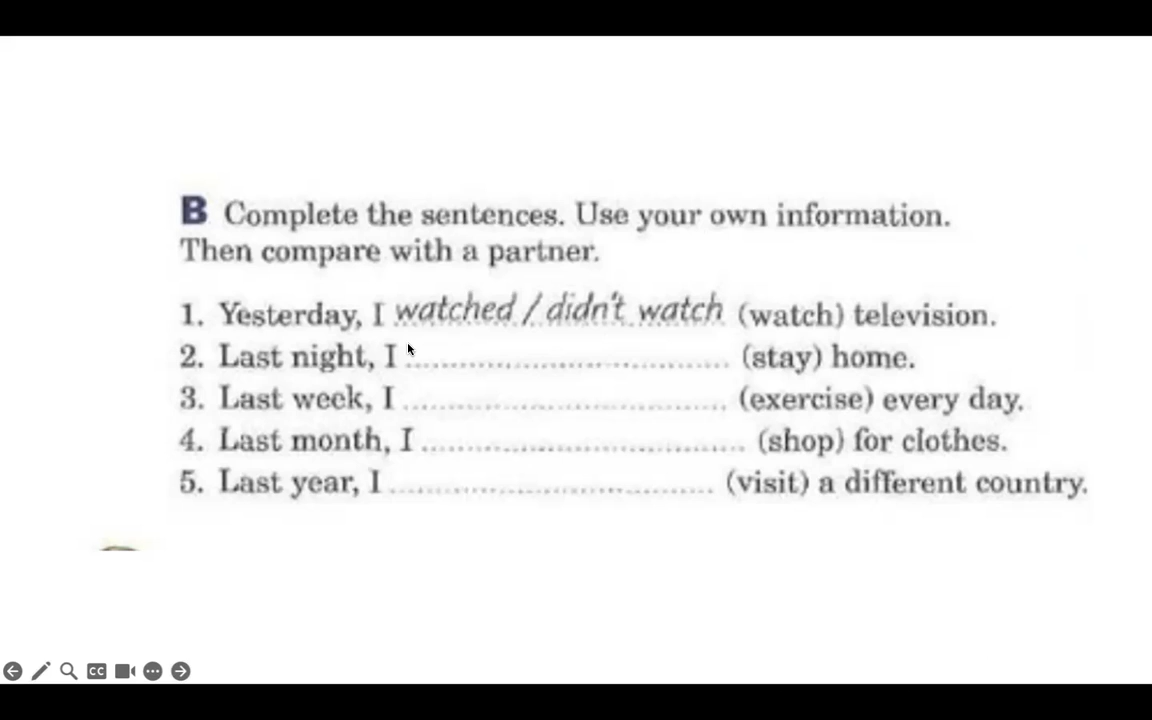 B Complete the sentences. Use your own information.
Then compare with a partner.
1. Yesterday, I watched / didn't watch (watch) television.
2. Last night, I ................................ (stay) home.
3. Last week, I ................................ (exercise) every day.
4. Last month, I ................................ (shop) for clothes.
5. Last year, I ................................ (visit) a different country.
CC